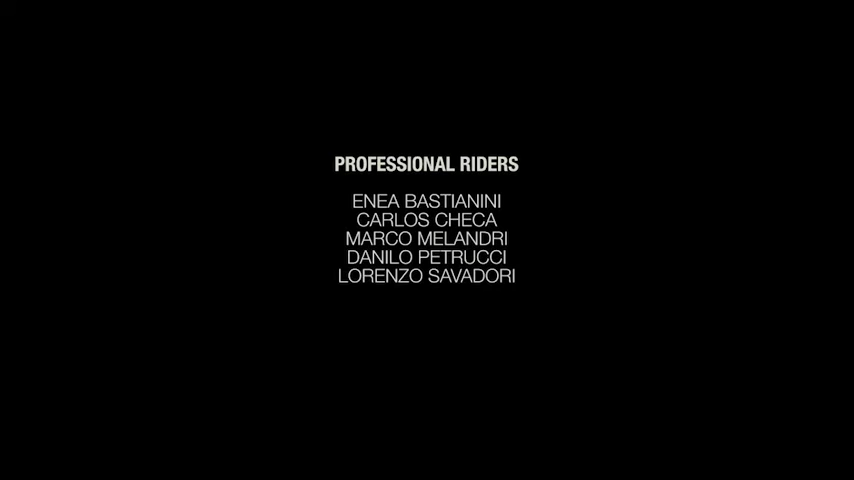 PROFESSIONAL RIDERS
ENEA BASTIANINI
CARLOS CHECA
MARCO MELANDRI
DANILO PETRUCCI
LORENZO SAVADORI